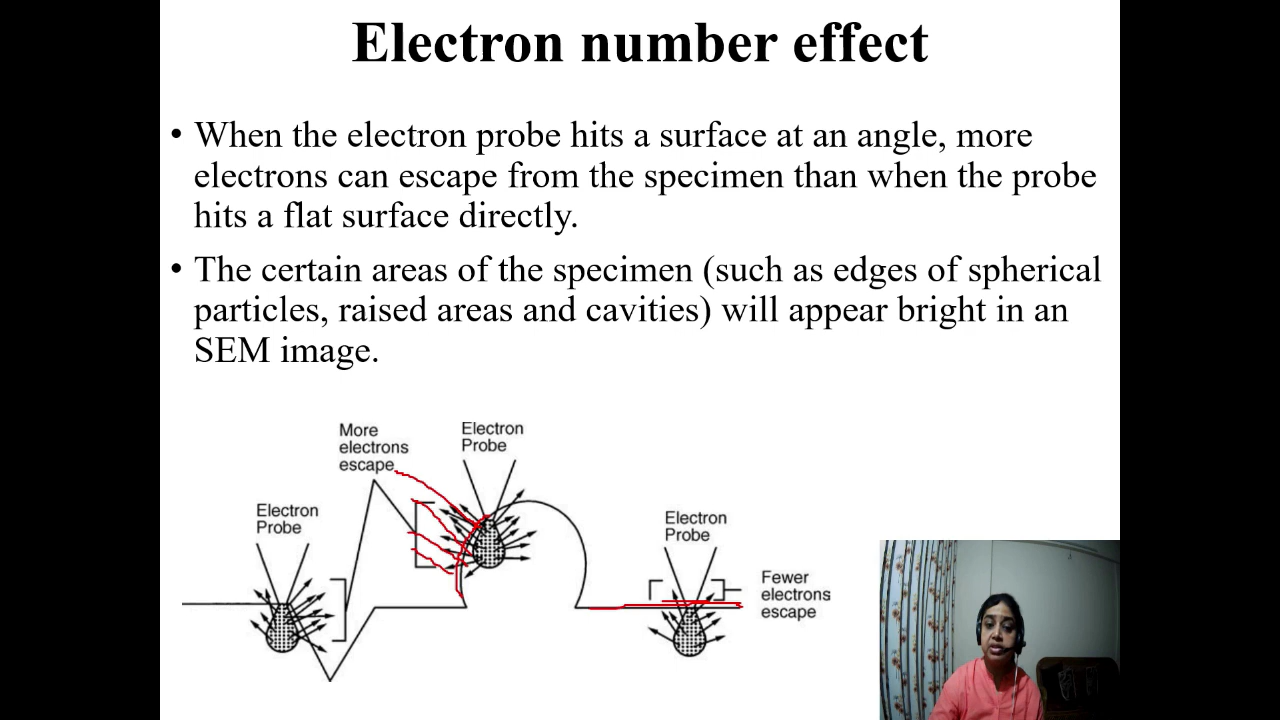 Electron number effect
• When the electron probe hits a surface at an angle, more
electrons can escape from the specimen than when the probe
hits a flat surface directly.
• The certain areas of the specimen (such as edges of spherical
particles, raised areas and cavities) will appear bright in an
SEM image.
More
electrons
escape
Electron
Probe
Electron
Probe
Electron
Probe
Fewer
electrons
escape